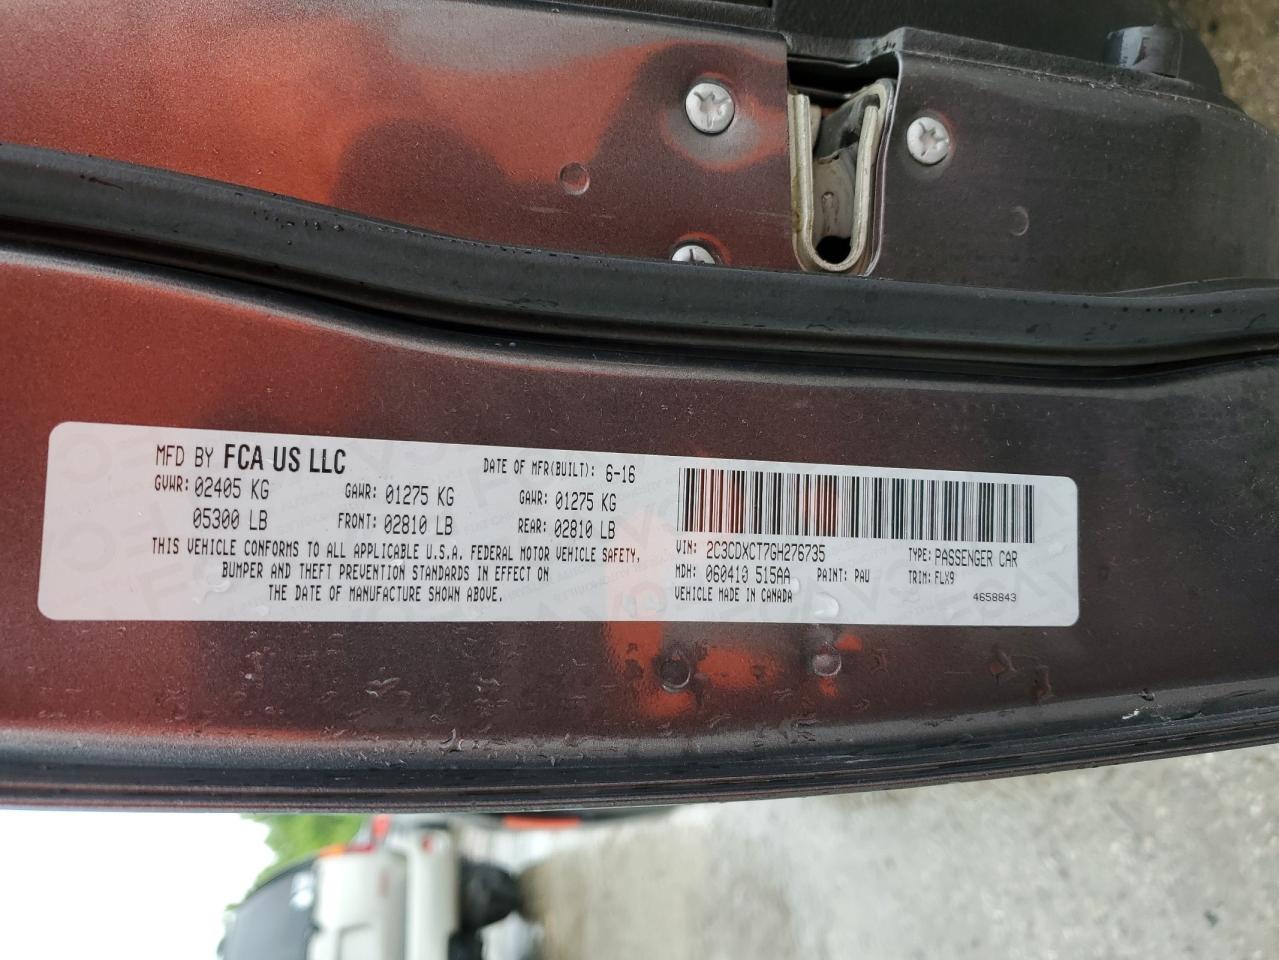 MFD BY FCA US LLC DATE OF MFR(BUILT): 6-16
GVWR: 02405 KG GAWR: 01275 KG GAWR: 01275 KG
05300 LB FRONT: 02810 LB REAR: 02810 LB
THIS VEHICLE CONFORMS TO ALL APPLICABLE U.S.A. FEDERAL MOTOR VEHICLE SAFETY,
BUMPER AND THEFT PREVENTION STANDARDS IN EFFECT ON
THE DATE OF MANUFACTURE SHOWN ABOVE.
VIN: 2C3CDXCT7GH276735 TYPE: PASSENGER CAR
MDH: 060410 515AA PAINT: PAU TRIM: FLX9
VEHICLE MADE IN CANADA 4658843